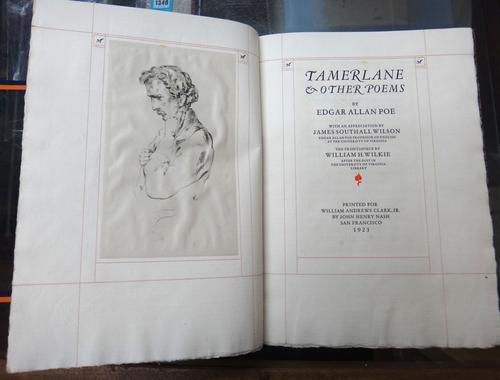 1340
TAMERLANE
& OTHER POEMS
BY
EDGAR ALLAN POE
WITH AN APPRECIATION BY
JAMES SOUTHALL WILSON
EDGAR ALLAN POE PROFESSOR OF ENGLISH
AT THE UNIVERSITY OF VIRGINIA
THE FRONTISPIECE BY
WILLIAM H. WILKIE
AFTER THE BUST IN
THE UNIVERSITY OF VIRGINIA
LIBRARY
PRINTED FOR
WILLIAM ANDREWS CLARK, JR.
BY JOHN HENRY NASH
SAN FRANCISCO
1923